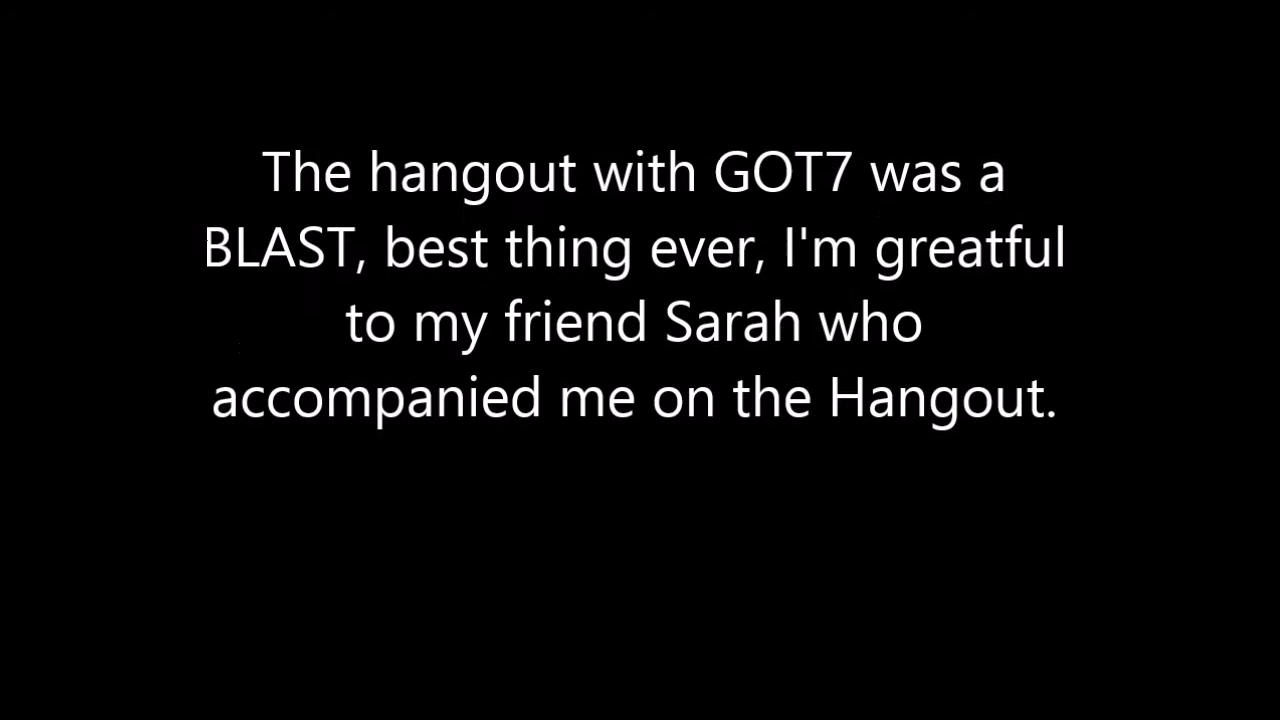 The hangout with GOT7 was a
BLAST, best thing ever, I'm greatful
to my friend Sarah who
accompanied me on the Hangout.